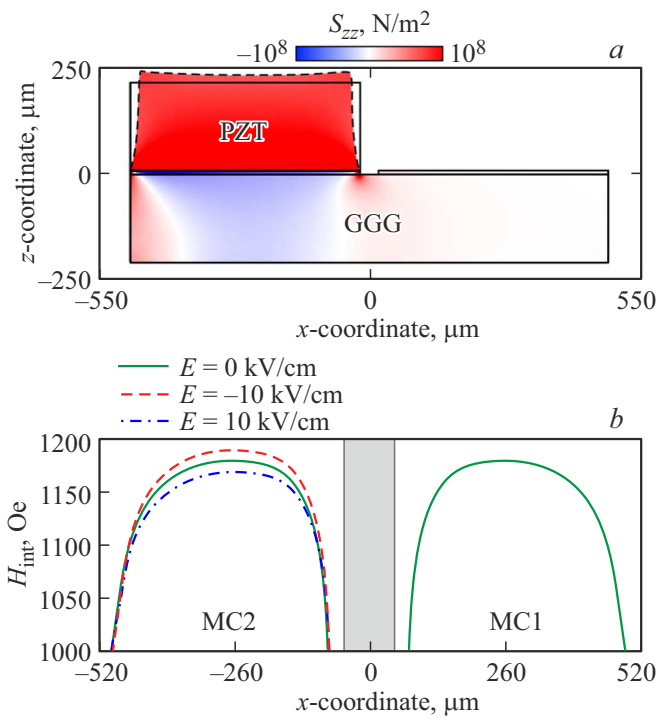 S_zz, N/m²
–10⁸ 10⁸ a
250
z-coordinate, μm
PZT
0
GGG
–250
–550 0 550
x-coordinate, μm
E = 0 kV/cm
E = –10 kV/cm
E = 10 kV/cm
b
1200
1150
H_int, Oe
1100
1050
MC2 MC1
1000
–520 –260 0 260 520
x-coordinate, μm